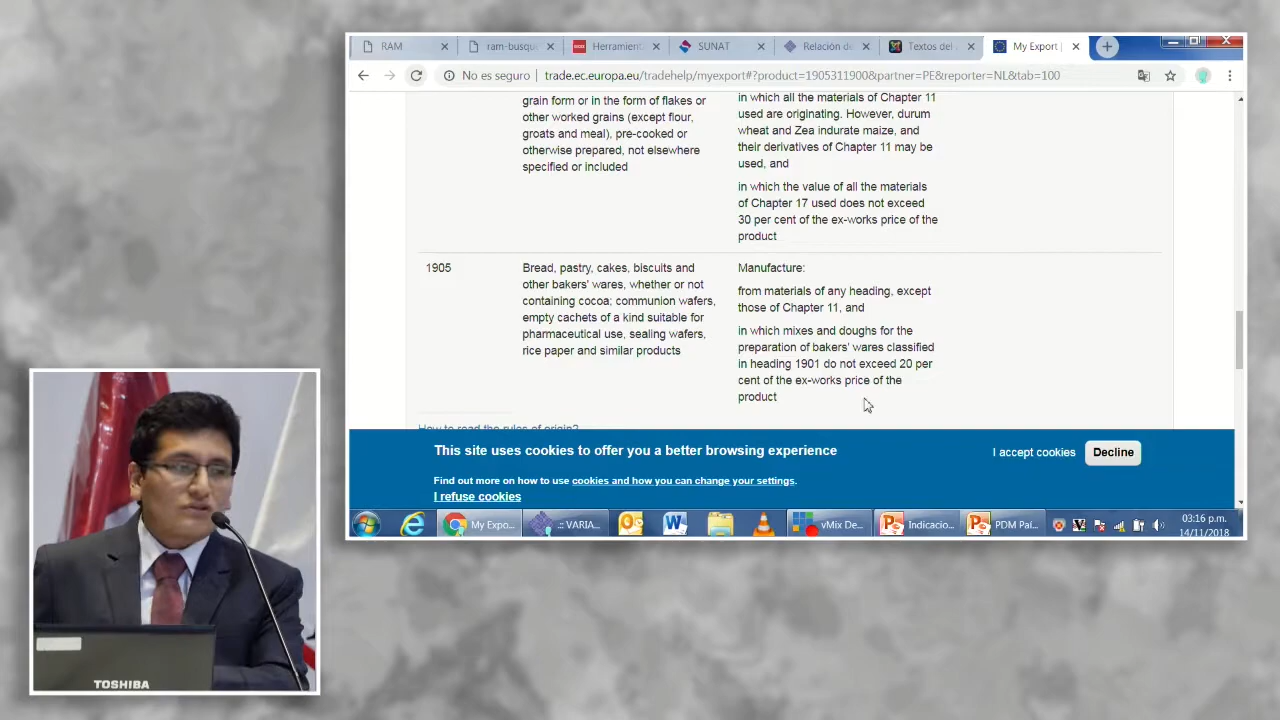 RAM
ram-busqu
Herramien
SUNAT
Relación de
Textos del
My Export
No es seguro
trade.ec.europa.eu/tradehelp/myexport#?product=1905311900&partner=PE&reporter=NL&tab=100
grain form or in the form of flakes or
other worked grains (except flour,
groats and meal), pre-cooked or
otherwise prepared, not elsewhere
specified or included
in which all the materials of Chapter 11
used are originating. However, durum
wheat and Zea indurate maize, and
their derivatives of Chapter 11 may be
used, and
in which the value of all the materials
of Chapter 17 used does not exceed
30 per cent of the ex-works price of the
product
1905
Bread, pastry, cakes, biscuits and
other bakers' wares, whether or not
containing cocoa; communion wafers,
empty cachets of a kind suitable for
pharmaceutical use, sealing wafers,
rice paper and similar products
Manufacture:
from materials of any heading, except
those of Chapter 11, and
in which mixes and doughs for the
preparation of bakers' wares classified
in heading 1901 do not exceed 20 per
cent of the ex-works price of the
product
How to read the rules of origin?
This site uses cookies to offer you a better browsing experience
I accept cookies
Decline
Find out more on how to use cookies and how you can change your settings.
I refuse cookies
My Expo...
.:: VARIA...
vMix De...
Indicacio...
PDM Paí...
03:16 p.m.
14/11/2018
TOSHIBA